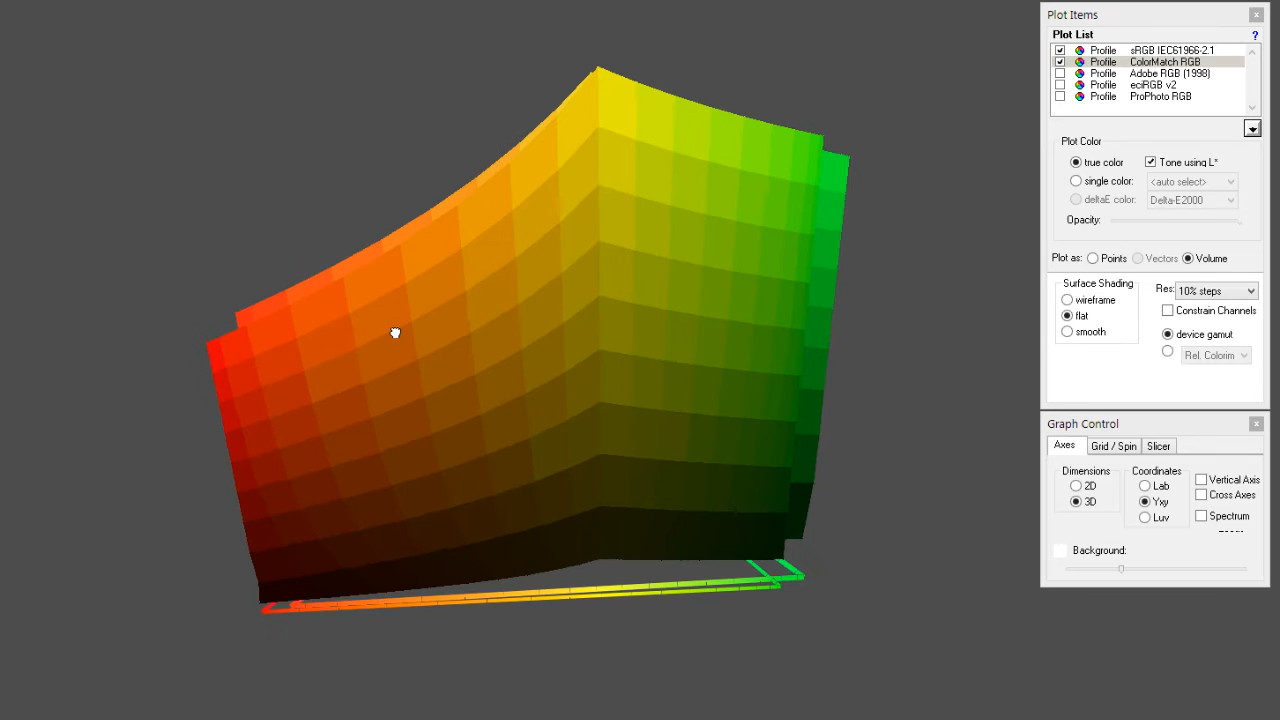 Plot Items
Plot List ?
Profile sRGB IEC61966-2.1
Profile ColorMatch RGB
Profile Adobe RGB (1998)
Profile eciRGB v2
Profile ProPhoto RGB
Plot Color
true color Tone using L*
single color: <auto select>
deltaE color: Delta-E2000
Opacity:
Plot as: Points Vectors Volume
Surface Shading Res: 10% steps
wireframe Constrain Channels
flat device gamut
smooth Rel. Colorim
Graph Control
Axes Grid / Spin Slicer
Dimensions Coordinates Vertical Axis
2D Lab Cross Axes
3D Yxy Spectrum
Luv
Background: